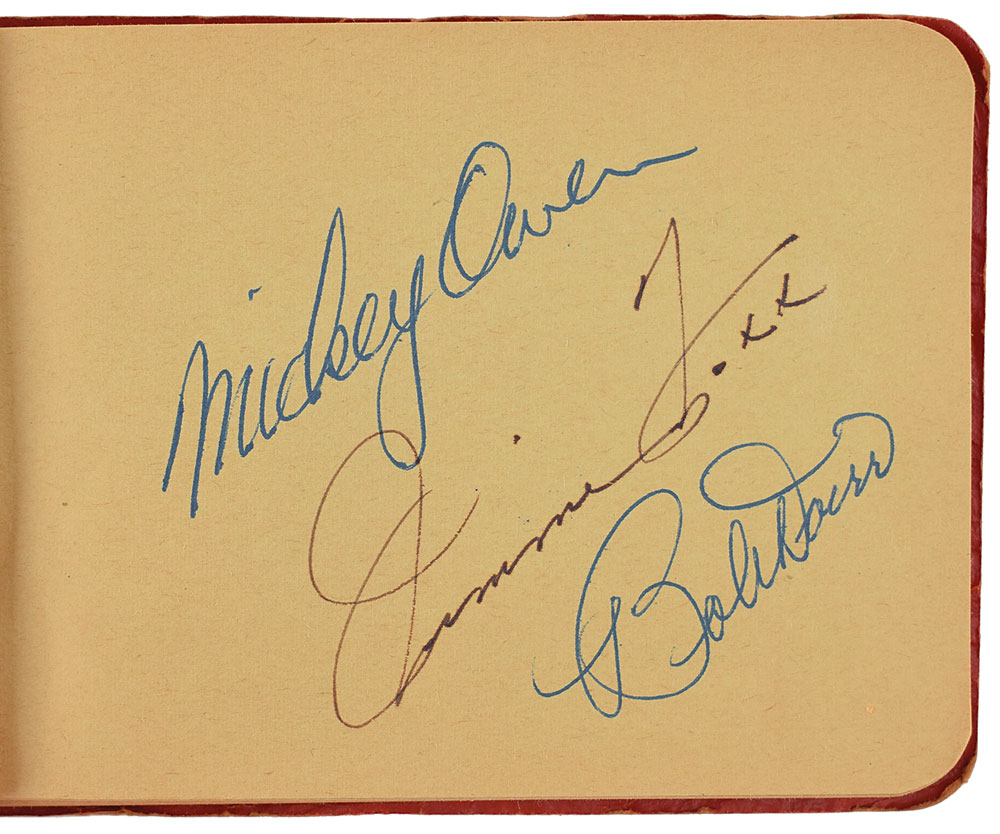 Mickey Owen
Jimmie Foxx
Bob Doerr